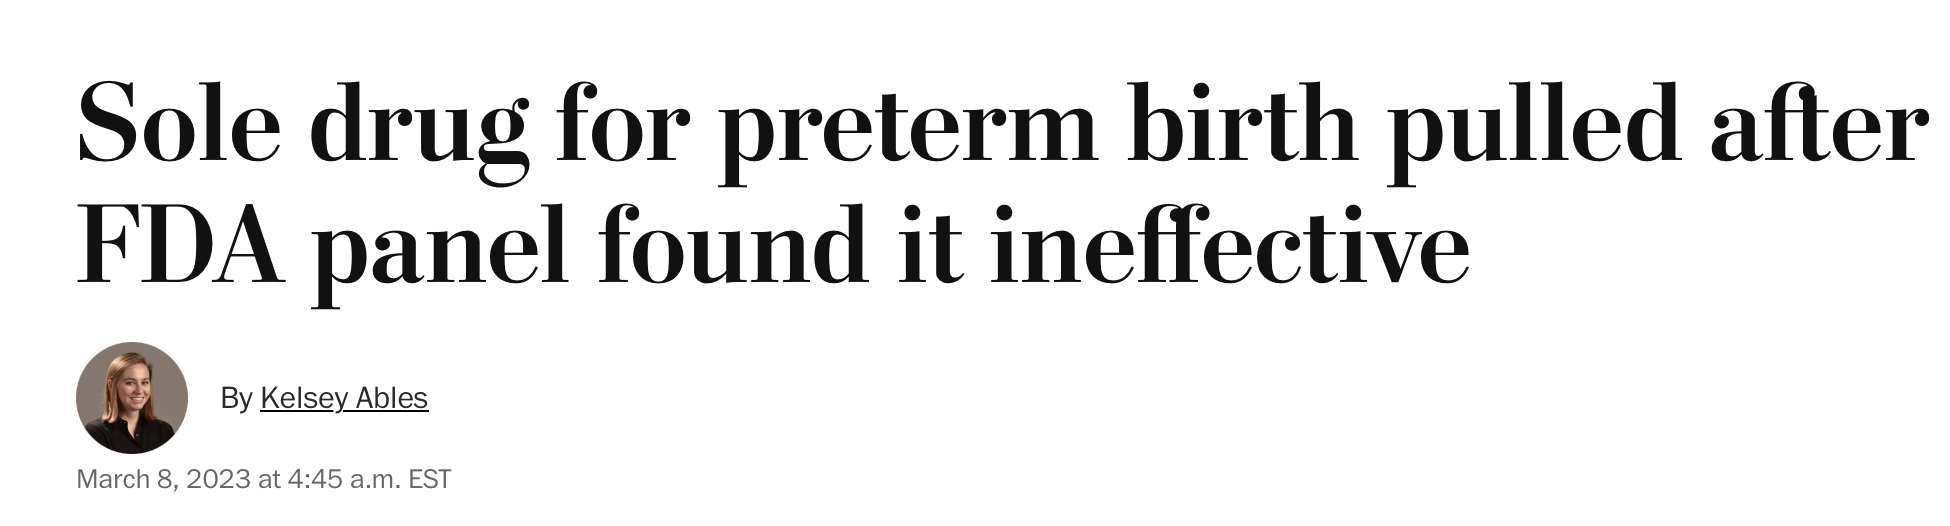 Sole drug for preterm birth pulled after
FDA panel found it ineffective
By Kelsey Ables
March 8, 2023 at 4:45 a.m. EST